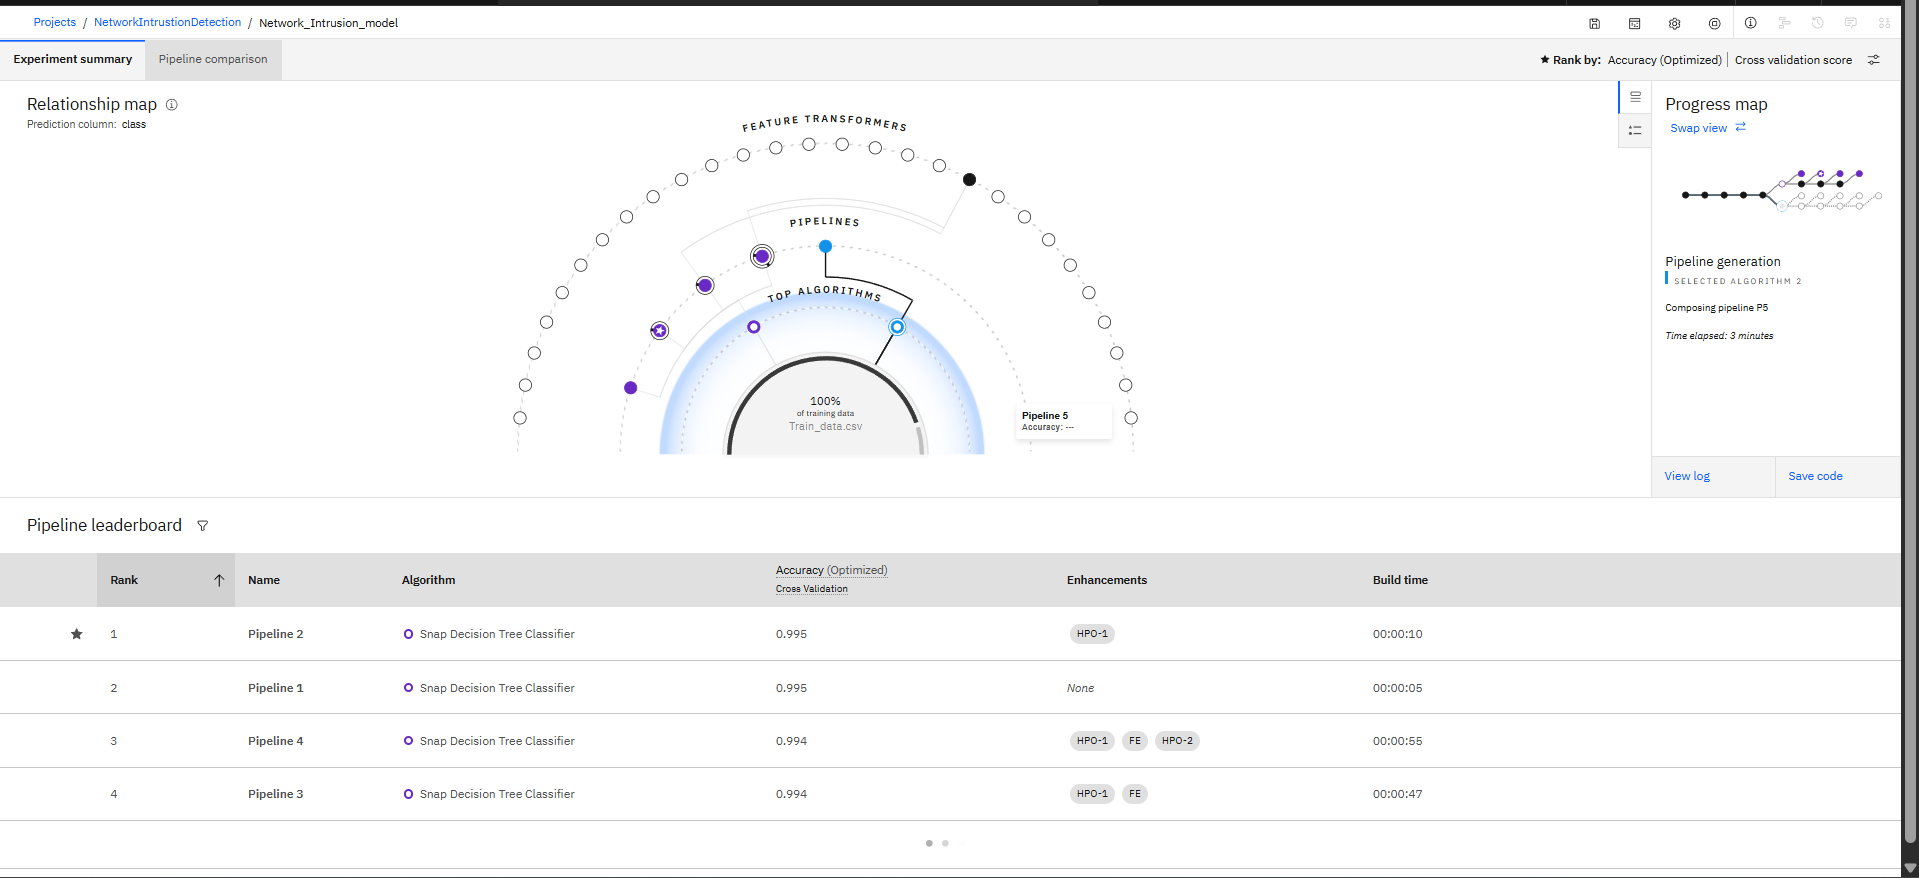 Projects / NetworkIntrustionDetection / Network_Intrusion_model
Experiment summary
Pipeline comparison
Rank by: Accuracy (Optimized) | Cross validation score
Relationship map
Prediction column: class
FEATURE TRANSFORMERS
PIPELINES
TOP ALGORITHMS
100%
of training data
Train_data.csv
Pipeline 5
Accuracy: ---
Progress map
Swap view
Pipeline generation
SELECTED ALGORITHM 2
Composing pipeline P5
Time elapsed: 3 minutes
View log
Save code
Pipeline leaderboard
Rank Name Algorithm Accuracy (Optimized) Enhancements Build time
Cross Validation
1 Pipeline 2 Snap Decision Tree Classifier 0.995 HPO-1 00:00:10
2 Pipeline 1 Snap Decision Tree Classifier 0.995 None 00:00:05
3 Pipeline 4 Snap Decision Tree Classifier 0.994 HPO-1 FE HPO-2 00:00:55
4 Pipeline 3 Snap Decision Tree Classifier 0.994 HPO-1 FE 00:00:47